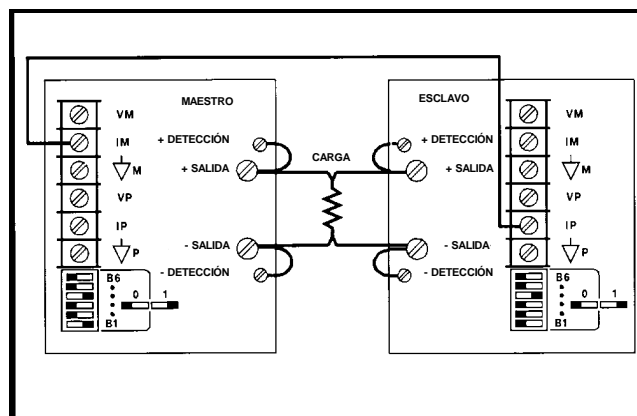 MAESTRO
VM
IM
M
VP
IP
P
+ DETECCIÓN
+ SALIDA
- SALIDA
- DETECCIÓN
B6
0 1
B1
CARGA
ESCLAVO
+ DETECCIÓN
+ SALIDA
- SALIDA
- DETECCIÓN
VM
IM
M
VP
IP
P
B6
0 1
B1